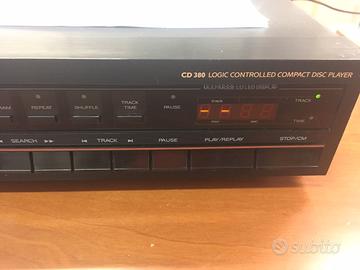 CD 380 LOGIC CONTROLLED COMPACT DISC PLAYER
TRACK
REPEAT
SHUFFLE
TRACK
TIME
PAUSE
TIME
SEARCH
TRACK
PAUSE
PLAY/REPLAY
STOP/CM
subito